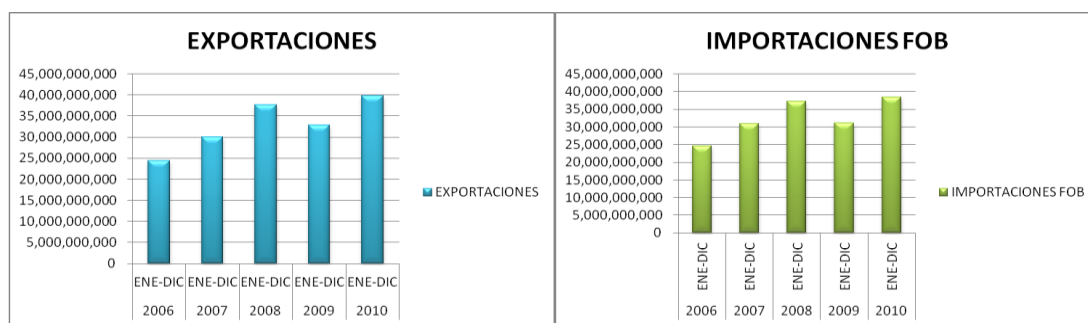 EXPORTACIONES
45,000,000,000
40,000,000,000
35,000,000,000
30,000,000,000
25,000,000,000
20,000,000,000
15,000,000,000
10,000,000,000
5,000,000,000
0
ENE-DIC ENE-DIC ENE-DIC ENE-DIC ENE-DIC
2006 2007 2008 2009 2010
EXPORTACIONES
IMPORTACIONES FOB
45,000,000,000
40,000,000,000
35,000,000,000
30,000,000,000
25,000,000,000
20,000,000,000
15,000,000,000
10,000,000,000
5,000,000,000
0
ENE-DIC ENE-DIC ENE-DIC ENE-DIC ENE-DIC
2006 2007 2008 2009 2010
IMPORTACIONES FOB